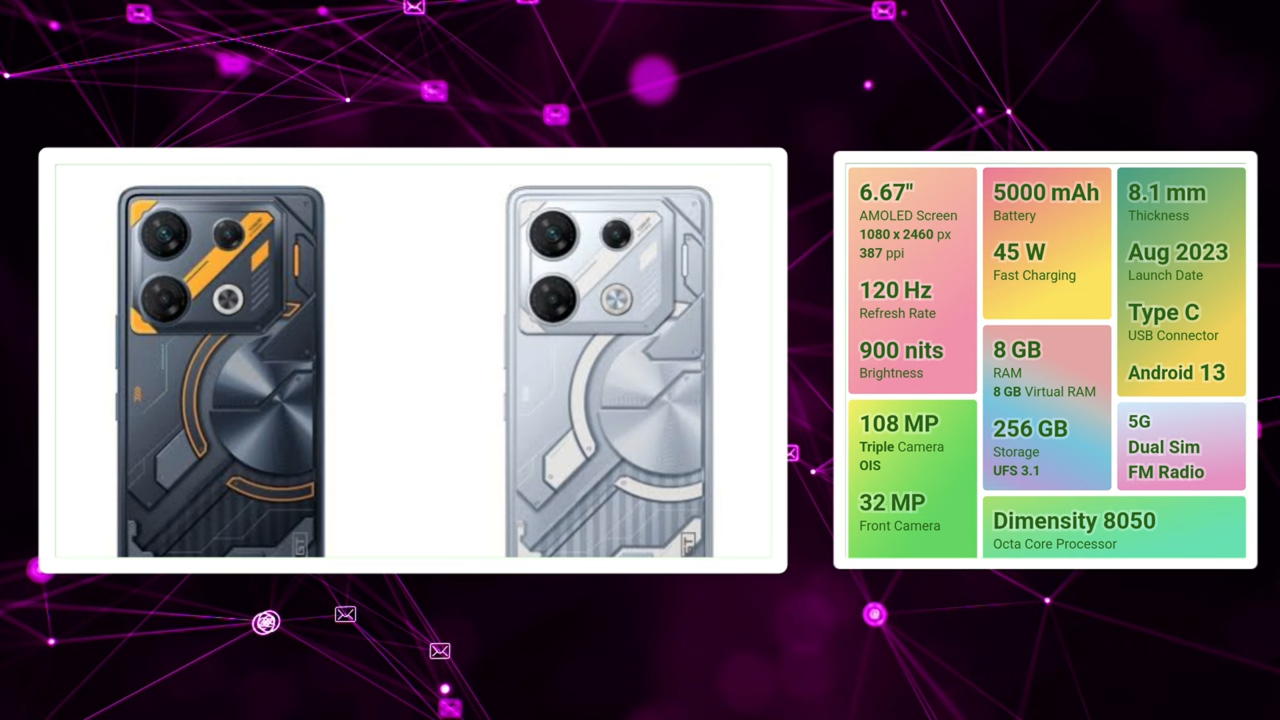 6.67"
AMOLED Screen
1080 x 2460 px
387 ppi
120 Hz
Refresh Rate
900 nits
Brightness
108 MP
Triple Camera
OIS
32 MP
Front Camera
5000 mAh
Battery
45 W
Fast Charging
8 GB
RAM
8 GB Virtual RAM
256 GB
Storage
UFS 3.1
8.1 mm
Thickness
Aug 2023
Launch Date
Type C
USB Connector
Android 13
5G
Dual Sim
FM Radio
Dimensity 8050
Octa Core Processor
GT
GT